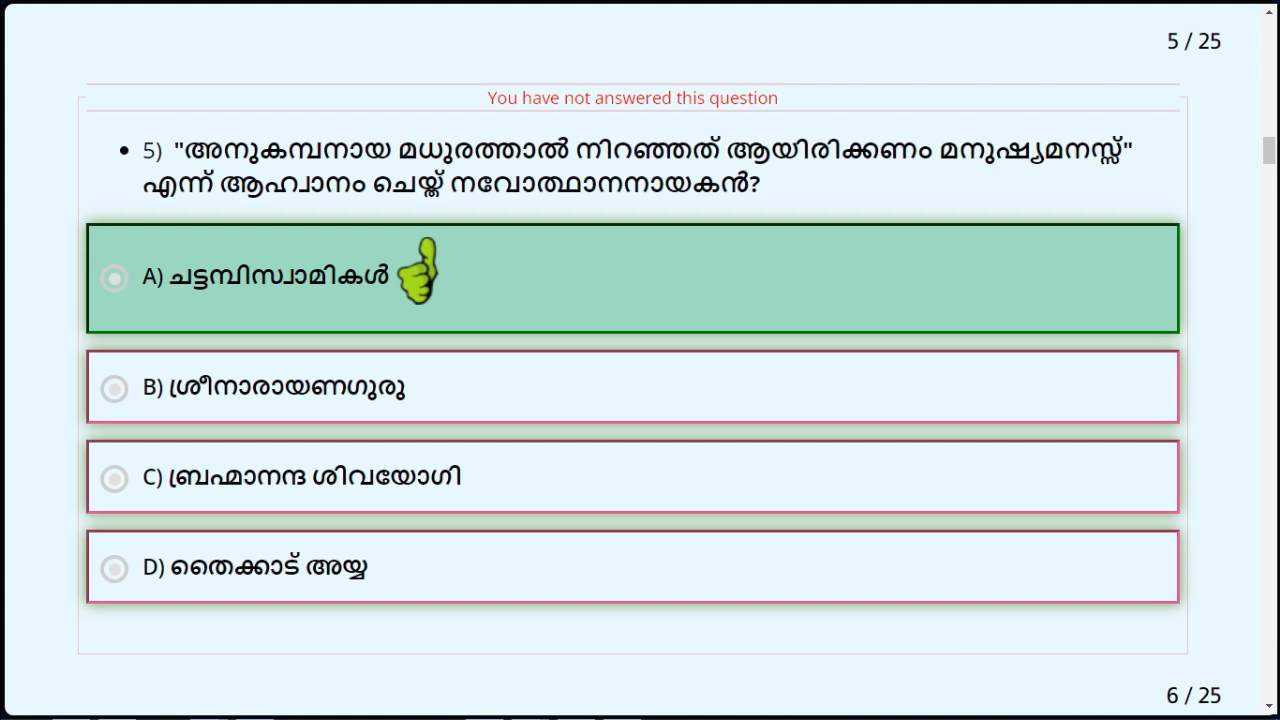 5 / 25
You have not answered this question
5) "അനുകമ്പനായ മധുരത്താൽ നിറഞ്ഞത് ആയിരിക്കണം മനുഷ്യമനസ്സ്"
എന്ന് ആഹ്വാനം ചെയ്ത് നവോത്ഥാനനായകൻ?
A) ചട്ടമ്പിസ്വാമികൾ
B) ശ്രീനാരായണഗുരു
C) ബ്രഹ്മാനന്ദ ശിവയോഗി
D) തൈക്കാട് അയ്യ
6 / 25